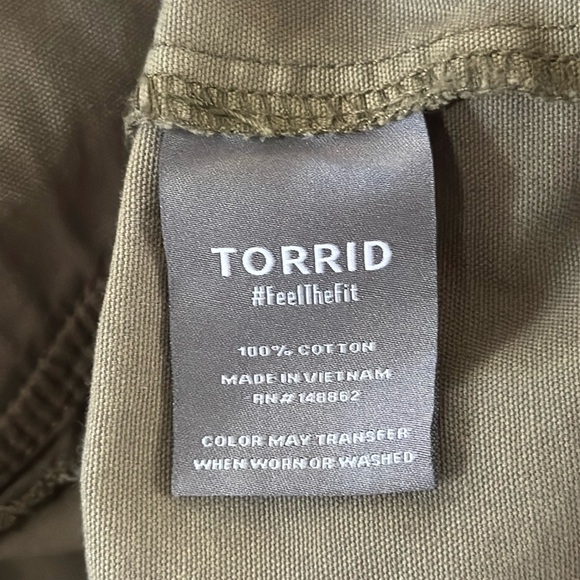 TORRID
#FeelTheFit
100% COTTON
MADE IN VIETNAM
RN# 148862
COLOR MAY TRANSFER
WHEN WORN OR WASHED